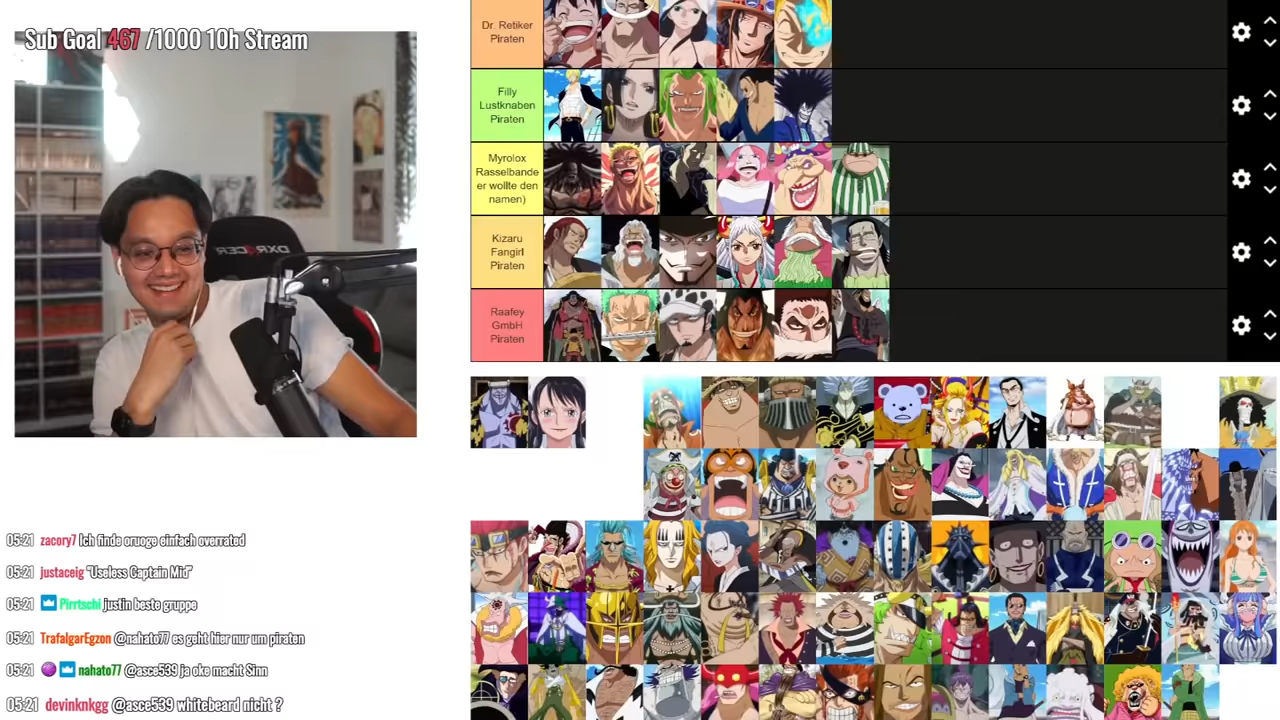 Sub Goal 467 /1000 10h Stream
DXRACER
Dr. Retiker
Piraten
Filly
Lustknaben
Piraten
Myrolox
Rasselbande
er wollte den
namen)
Kizaru
Fangirl
Piraten
Raafey
GmbH
Piraten
05:21 zacory7 Ich finde oruoge einfach overrated
05:21 justaceig "Useless Captain Mid"
05:21 Pirrtschi justin beste gruppe
05:21 TrafalgarEgzon @nahato77 es geht hier nur um piraten
05:21 nahato77 @asce539 ja oke macht Sinn
05:21 devinknkgg @asce539 whitebeard nicht ?